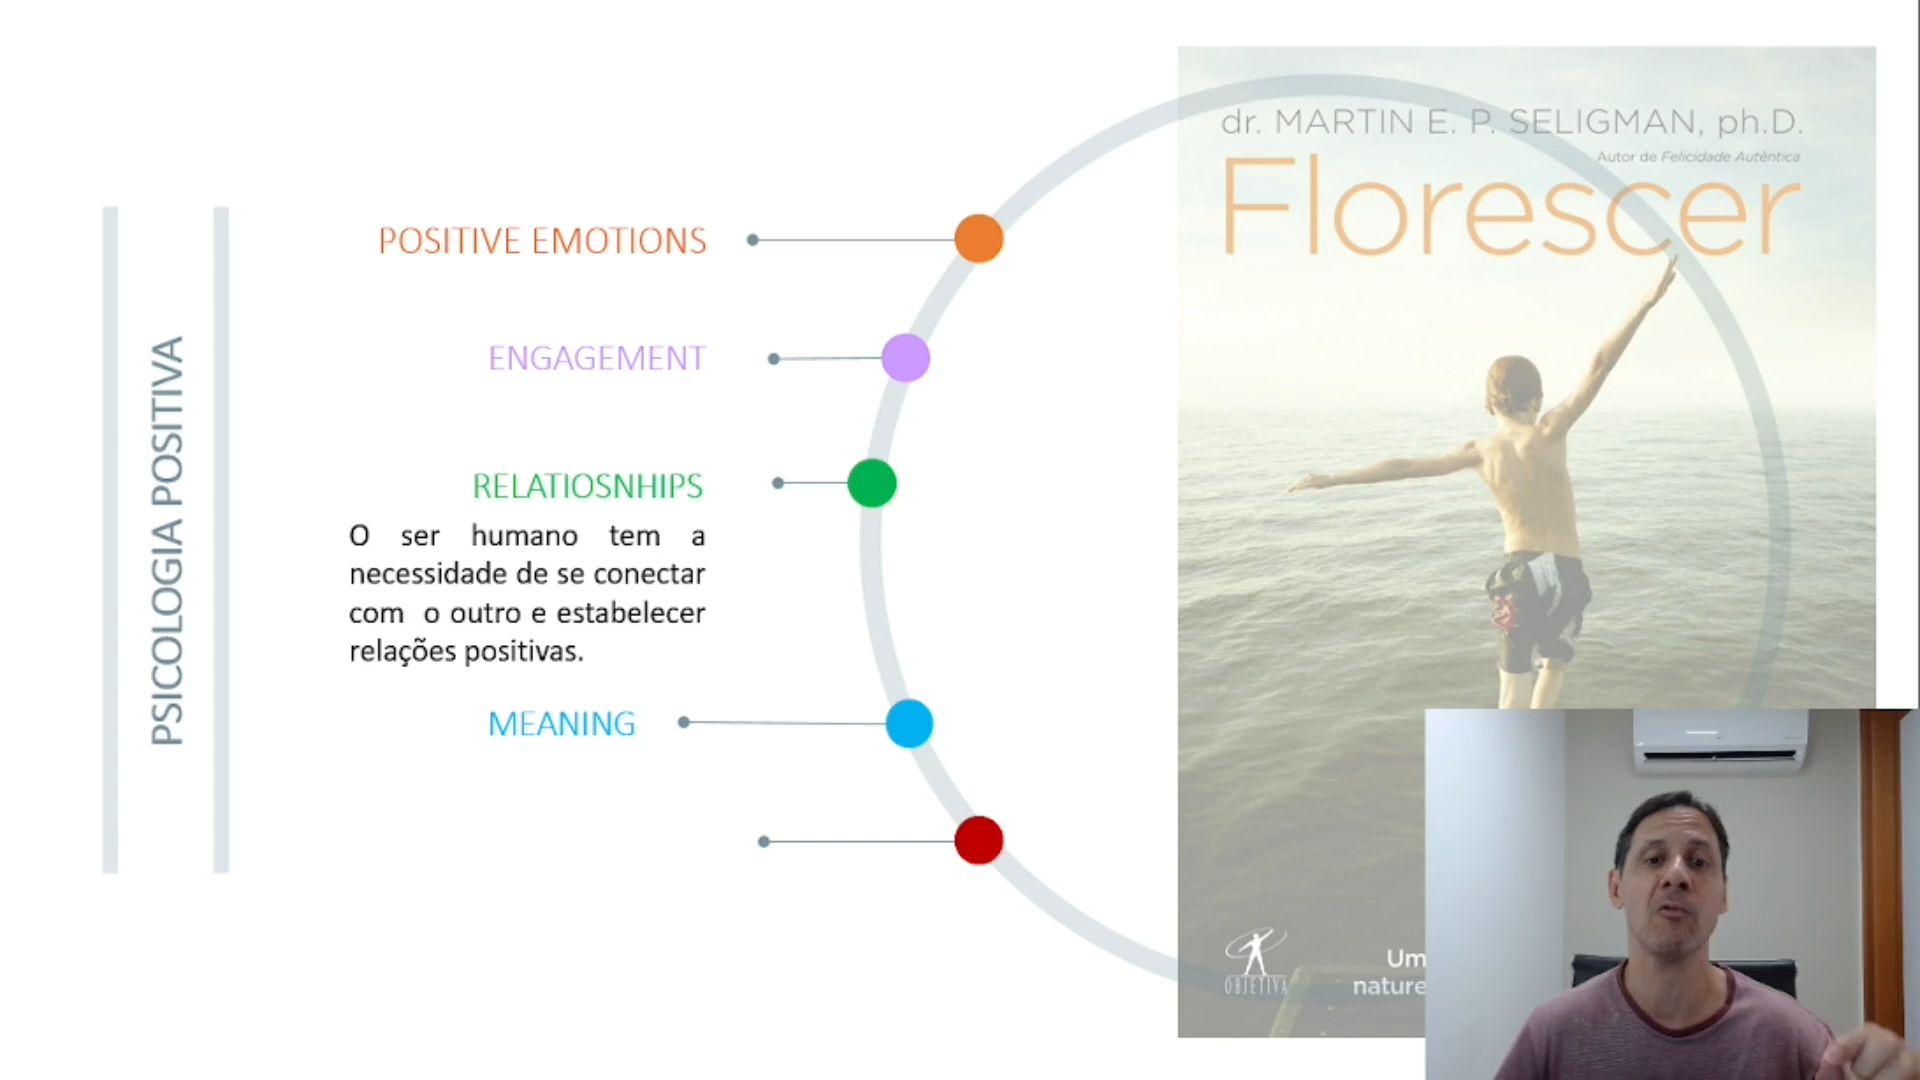 PSICOLOGIA POSITIVA
POSITIVE EMOTIONS
ENGAGEMENT
RELATIOSNHIPS
O ser humano tem a
necessidade de se conectar
com o outro e estabelecer
relações positivas.
MEANING
dr. MARTIN E. P. SELIGMAN, ph.D.
Autor de Felicidade Autêntica
Florescer
OBJETIVA
Um
nature